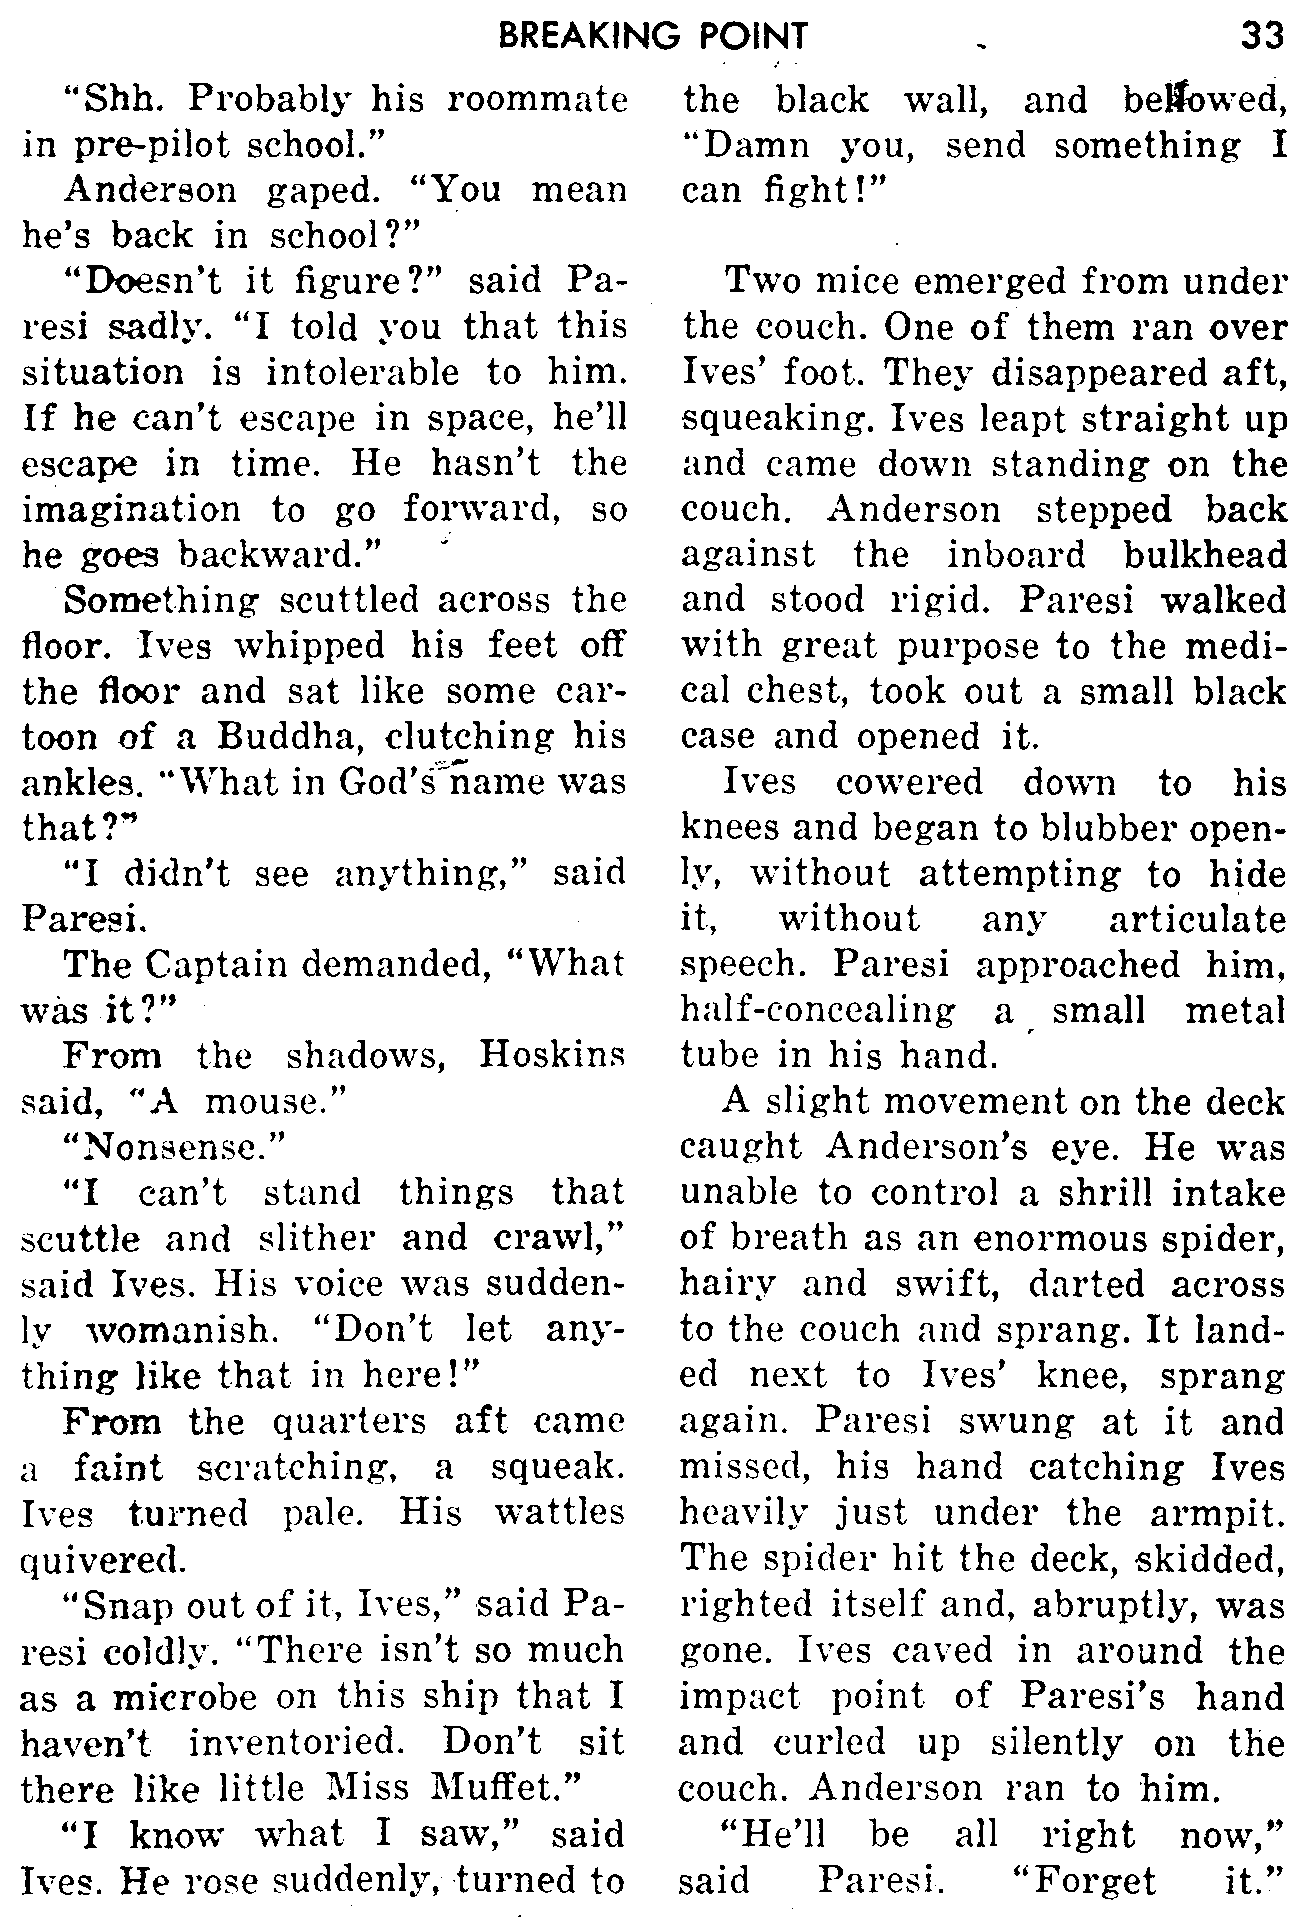 BREAKING POINT 33
“Shh. Probably his roommate
in pre-pilot school.”
Anderson gaped. “You mean
he’s back in school?”
“Doesn’t it figure?” said Pa-
resi sadly. “I told you that this
situation is intolerable to him.
If he can’t escape in space, he’ll
escape in time. He hasn’t the
imagination to go forward, so
he goes backward.”
Something scuttled across the
floor. Ives whipped his feet off
the floor and sat like some car-
toon of a Buddha, clutching his
ankles. “What in God’s name was
that?”
“I didn’t see anything,” said
Paresi.
The Captain demanded, “What
was it?”
From the shadows, Hoskins
said, “A mouse.”
“Nonsense.”
“I can’t stand things that
scuttle and slither and crawl,”
said Ives. His voice was sudden-
ly womanish. “Don’t let any-
thing like that in here!”
From the quarters aft came
a faint scratching, a squeak.
Ives turned pale. His wattles
quivered.
“Snap out of it, Ives,” said Pa-
resi coldly. “There isn’t so much
as a microbe on this ship that I
haven’t inventoried. Don’t sit
there like little Miss Muffet.”
“I know what I saw,” said
Ives. He rose suddenly, turned to
the black wall, and bellowed,
“Damn you, send something I
can fight!”
Two mice emerged from under
the couch. One of them ran over
Ives’ foot. They disappeared aft,
squeaking. Ives leapt straight up
and came down standing on the
couch. Anderson stepped back
against the inboard bulkhead
and stood rigid. Paresi walked
with great purpose to the medi-
cal chest, took out a small black
case and opened it.
Ives cowered down to his
knees and began to blubber open-
ly, without attempting to hide
it, without any articulate
speech. Paresi approached him,
half-concealing a small metal
tube in his hand.
A slight movement on the deck
caught Anderson’s eye. He was
unable to control a shrill intake
of breath as an enormous spider,
hairy and swift, darted across
to the couch and sprang. It land-
ed next to Ives’ knee, sprang
again. Paresi swung at it and
missed, his hand catching Ives
heavily just under the armpit.
The spider hit the deck, skidded,
righted itself and, abruptly, was
gone. Ives caved in around the
impact point of Paresi’s hand
and curled up silently on the
couch. Anderson ran to him.
“He’ll be all right now,”
said Paresi. “Forget it.”